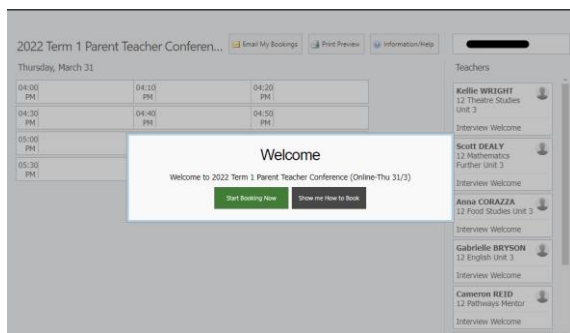 2022 Term 1 Parent Teacher Conferen...
Email My Bookings
Print Preview
Information/Help
Thursday, March 31
Teachers
04:00 PM
04:10 PM
04:20 PM
04:30 PM
04:40 PM
04:50 PM
05:00 PM
05:30 PM
Welcome
Welcome to 2022 Term 1 Parent Teacher Conference (Online-Thu 31/3)
Start Booking Now
Show me How to Book
Kellie WRIGHT
12 Theatre Studies
Unit 3
Interview Welcome
Scott DEALY
12 Mathematics
Further Unit 3
Interview Welcome
Anna CORAZZA
12 Food Studies Unit 3
Interview Welcome
Gabrielle BRYSON
12 English Unit 3
Interview Welcome
Cameron REID
12 Pathways Mentor
Interview Welcome